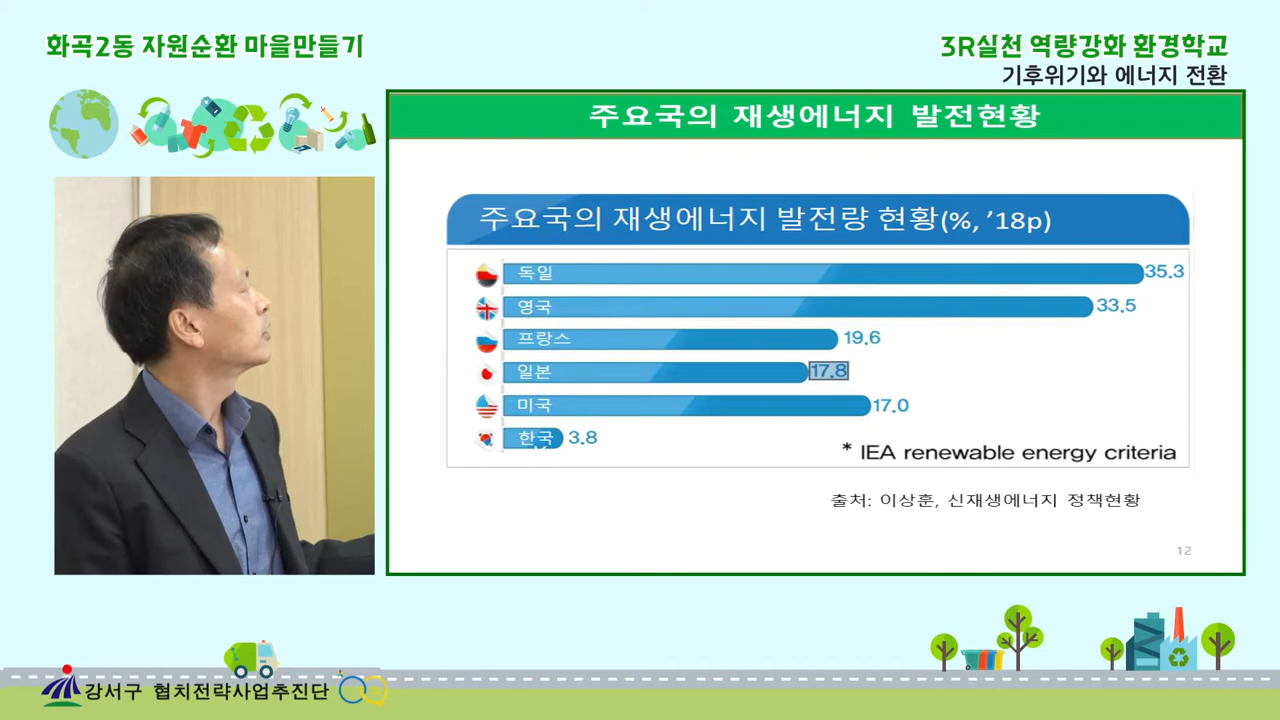 화곡2동 자원순환 마을만들기
3R실천 역량강화 환경학교
기후위기와 에너지 전환
주요국의 재생에너지 발전현황
주요국의 재생에너지 발전량 현황(%, ’18p)
독일 35.3
영국 33.5
프랑스 19.6
일본 17.8
미국 17.0
한국 3.8
* IEA renewable energy criteria
출처: 이상훈, 신재생에너지 정책현황
12
강서구 협치전략사업추진단